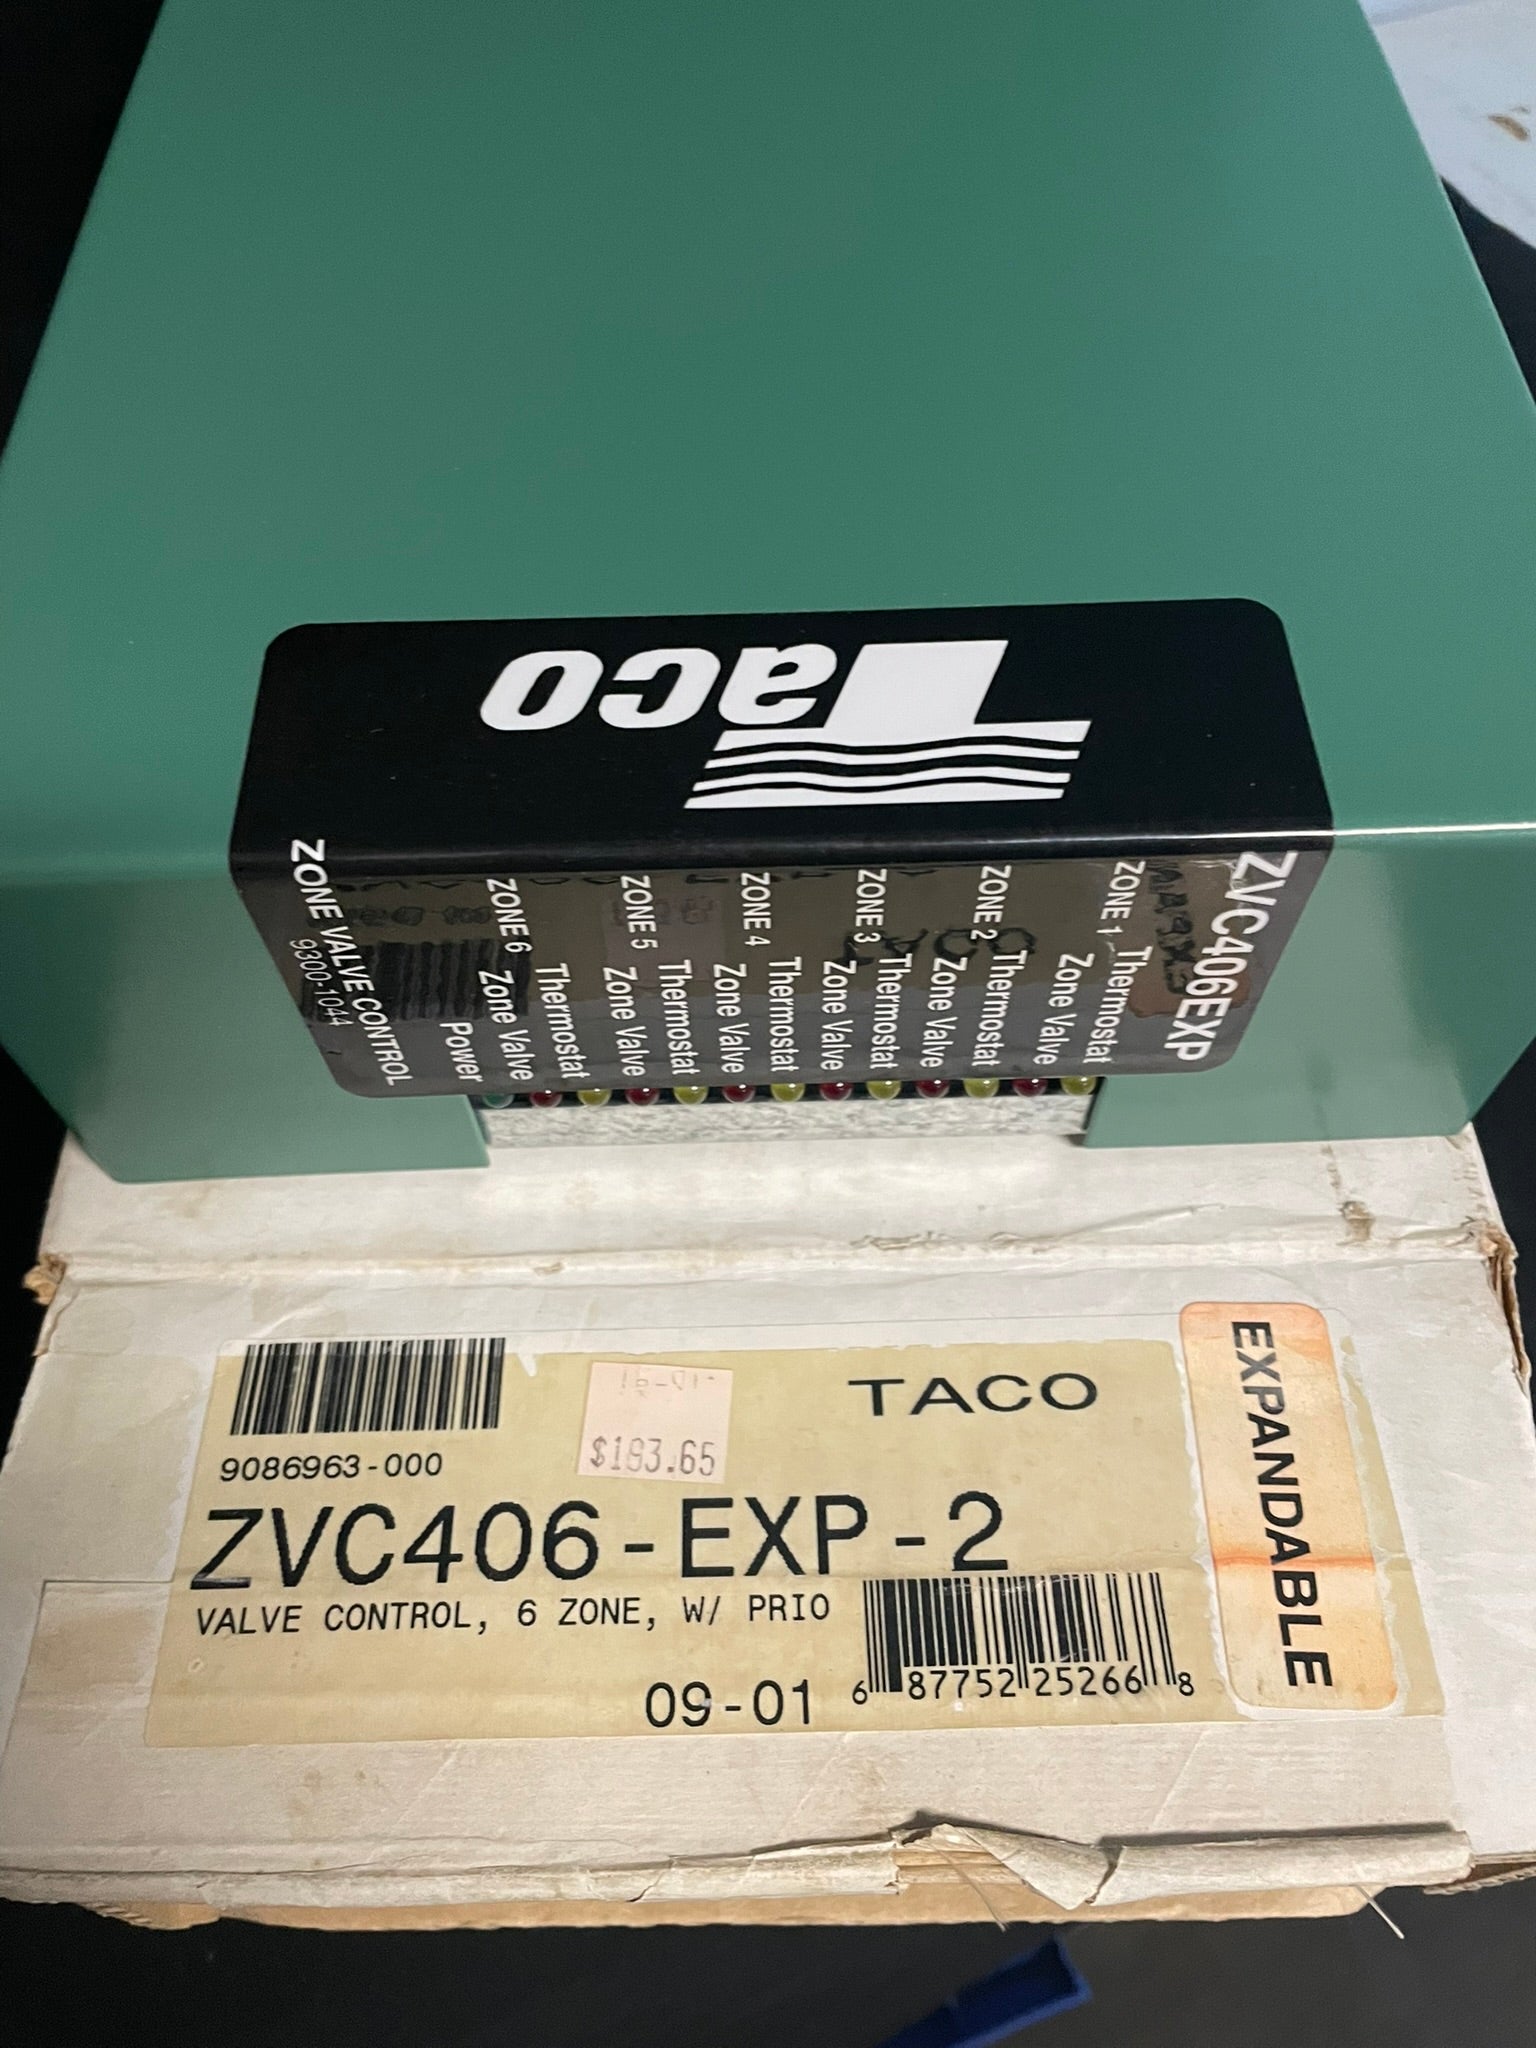 Taco
ZVC406EXP
ZONE 1 Thermostat
Zone Valve
ZONE 2 Thermostat
Zone Valve
ZONE 3 Thermostat
Zone Valve
ZONE 4 Thermostat
Zone Valve
ZONE 5 Thermostat
Zone Valve
ZONE 6 Thermostat
Zone Valve
Power
ZONE VALVE CONTROL
9300-1044
TACO
EXPANDABLE
9086963-000
$183.65
ZVC406-EXP-2
VALVE CONTROL, 6 ZONE, W/ PRIO
09-01
6 87752 25266 8